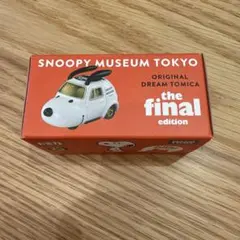 SNOOPY MUSEUM TOKYO
ORIGINAL
DREAM TOMICA
the
final
edition